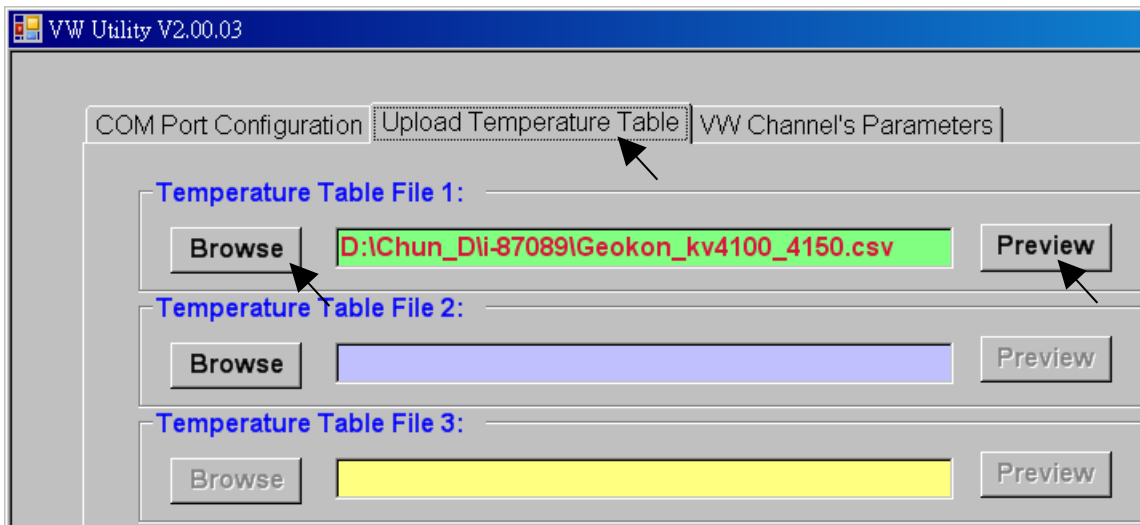 VW Utility V2.00.03
COM Port Configuration Upload Temperature Table VW Channel's Parameters
Temperature Table File 1:
Browse D:\Chun_D\i-87089\Geokon_kv4100_4150.csv Preview
Temperature Table File 2:
Browse Preview
Temperature Table File 3:
Browse Preview